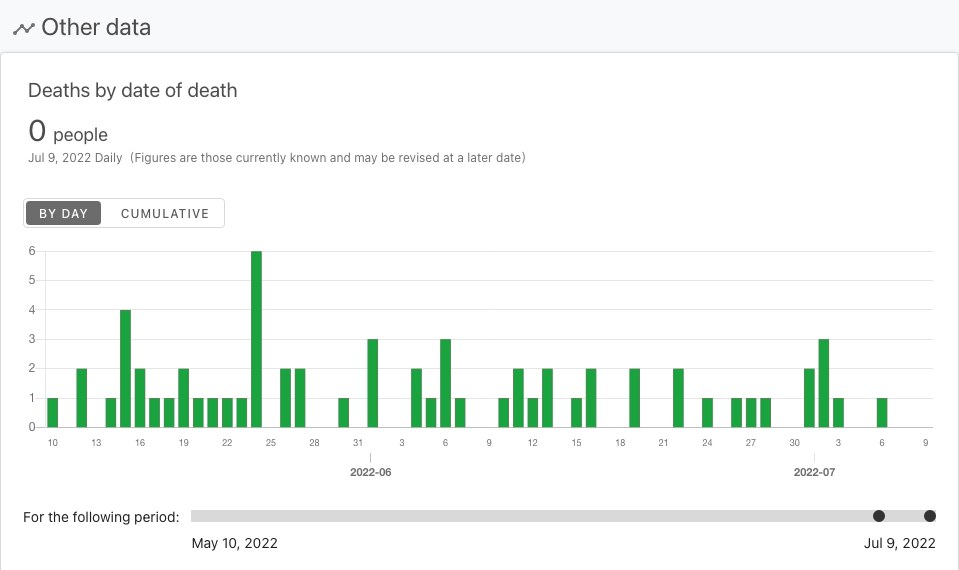 Other data
Deaths by date of death
0 people
Jul 9, 2022 Daily (Figures are those currently known and may be revised at a later date)
BY DAY CUMULATIVE
6
5
4
3
2
1
0
10 13 16 19 22 25 28 31 3 6 9 12 15 18 21 24 27 30 3 6 9
2022-06 2022-07
For the following period:
May 10, 2022 Jul 9, 2022